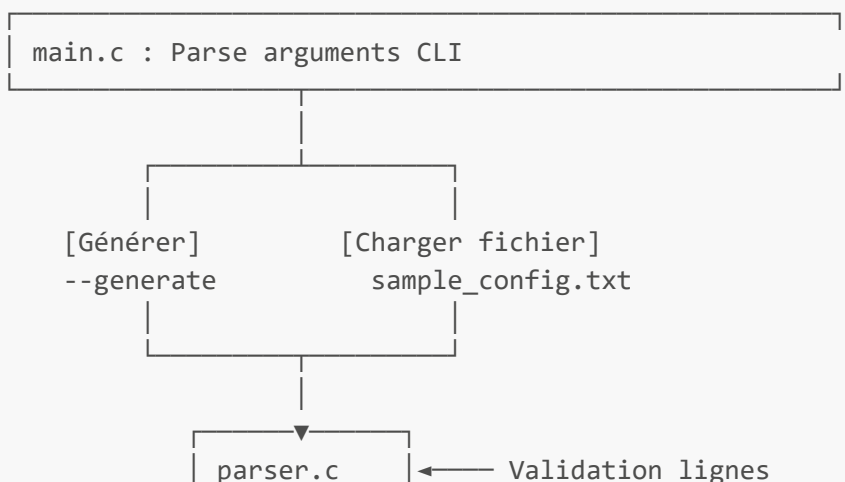 main.c : Parse arguments CLI
[Générer] [Charger fichier]
--generate sample_config.txt
parser.c Validation lignes